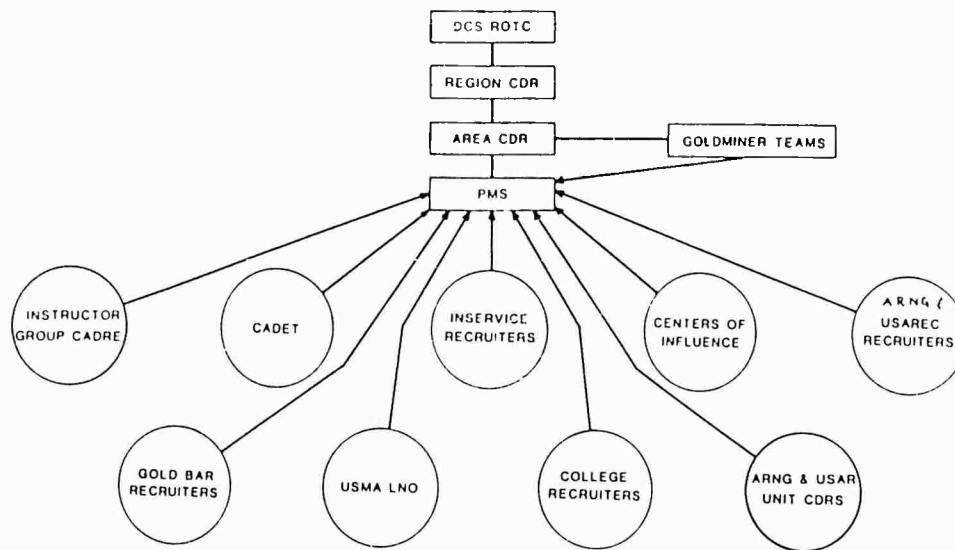 DCS ROTC
REGION CDR
AREA CDR
GOLDMINER TEAMS
PMS
INSTRUCTOR
GROUP CADRE
CADET
INSERVICE
RECRUITERS
CENTERS OF
INFLUENCE
ARNG (
USAREC
RECRUITERS
GOLD BAR
RECRUITERS
USMA LNO
COLLEGE
RECRUITERS
ARNG & USAR
UNIT CDRS